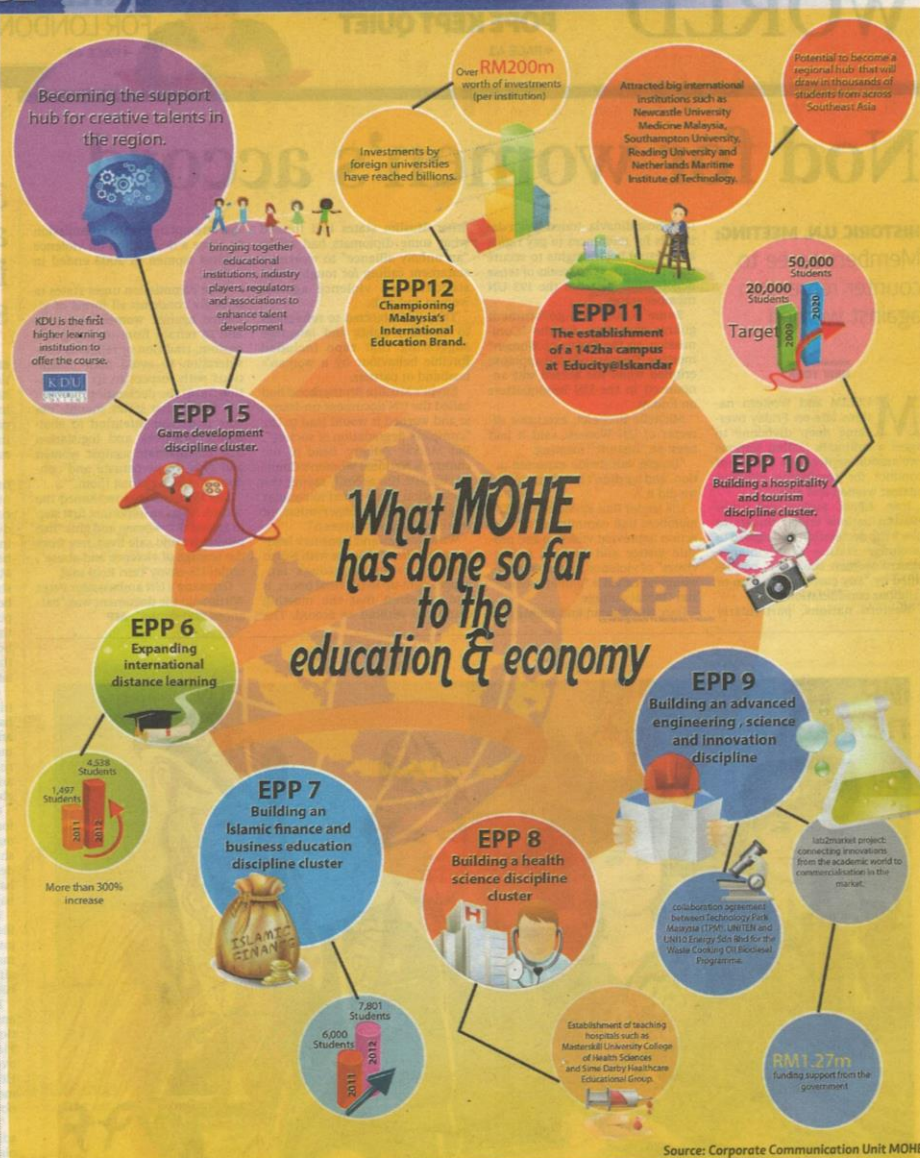 Becoming the support
hub for creative talents in
the region.
Over RM200m
worth of investments
(per institution)
Investments by
foreign universities
have reached billions.
Attracted big international
institutions such as
Newcastle University
Medicine Malaysia,
Southampton University,
Reading University and
Netherlands Maritime
Institute of Technology.
Potential to become a
regional hub that will
draw in thousands of
students from across
Southeast Asia
bringing together
educational
institutions, industry
players, regulators
and associations to
enhance talent
development
KDU is the first
higher learning
institution to
offer the course.
KDU
UNIVERSITY
COLLEGE
EPP 15
Game development
discipline cluster.
EPP12
Championing
Malaysia's
International
Education Brand.
EPP11
The establishment
of a 142ha campus
at Educity@Iskandar
50,000
Students
20,000
Students
Target
2009
2020
EPP 10
Building a hospitality
and tourism
discipline cluster.
What MOHE
has done so far
to the
education & economy
KPT
EPP 6
Expanding
international
distance learning
4,538
Students
1,497
Students
2011
2012
More than 300%
increase
EPP 7
Building an
Islamic finance and
business education
discipline cluster
ISLAMIC
FINANCE
7,801
Students
6,000
Students
2011
2012
EPP 8
Building a health
science discipline
cluster
H
Establishment of teaching
hospitals such as
Masterskill University College
of Health Sciences
and Sime Darby Healthcare
Educational Group.
EPP 9
Building an advanced
engineering , science
and innovation
discipline
collaboration agreement
between Technology Park
Malaysia (TPM), UNITEN and
UNI10 Energy Sdn Bhd for the
Waste Cooking Oil Biodiesel
Programme.
lab2market project:
connecting innovations
from the academic world to
commercialisation in the
market.
RM1.27m
funding support from the
government
Source: Corporate Communication Unit MOHE